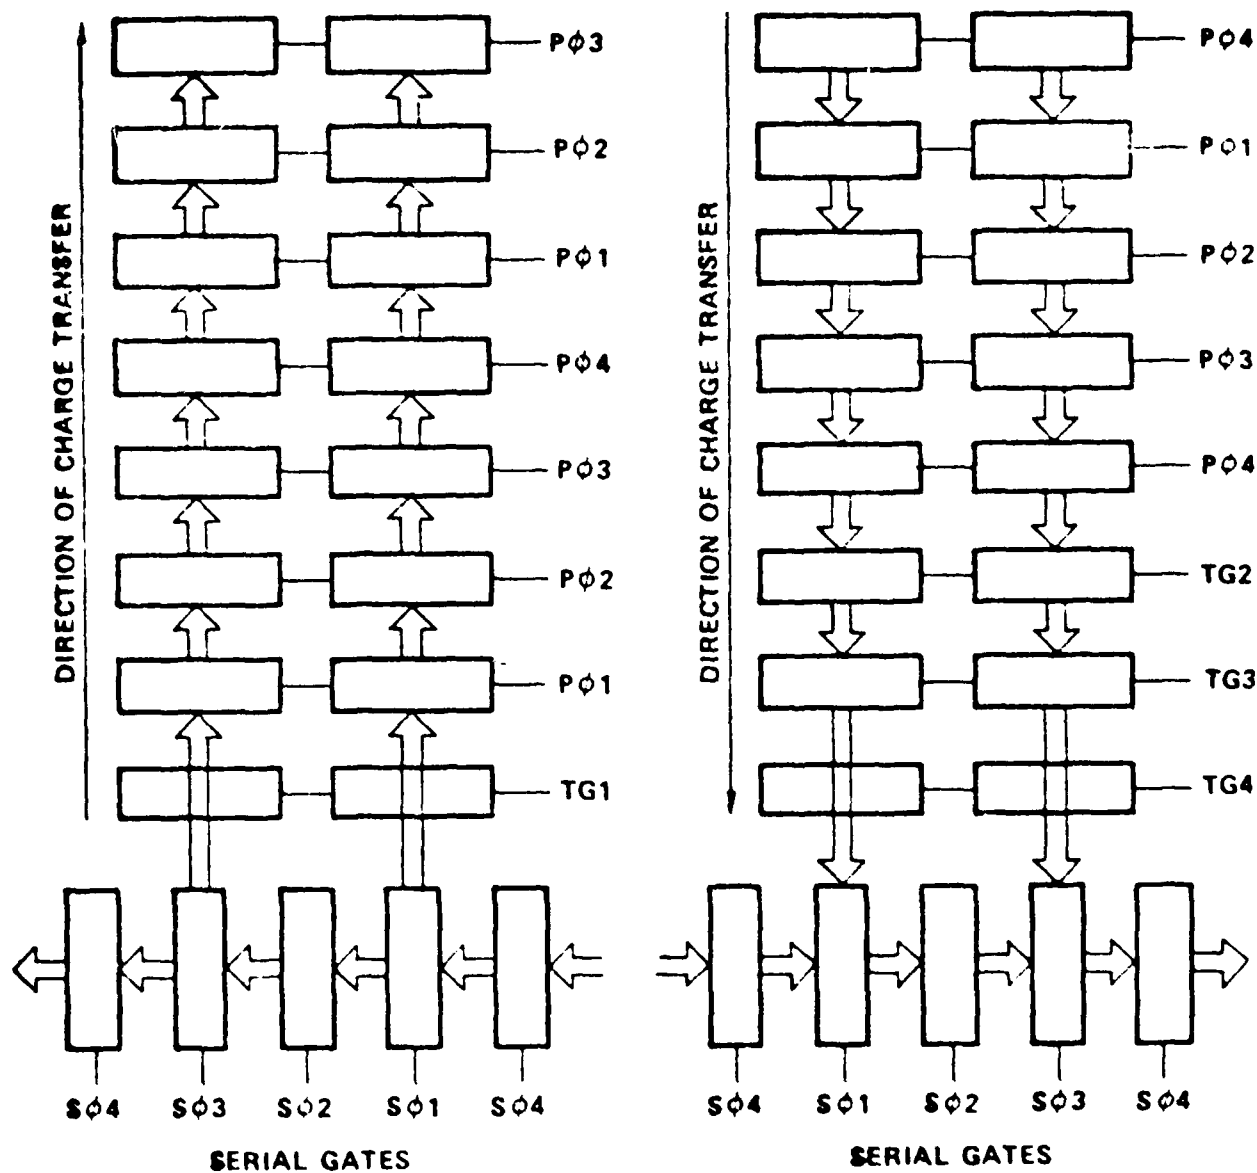 DIRECTION OF CHARGE TRANSFER
Pϕ3
Pϕ2
Pϕ1
Pϕ4
Pϕ3
Pϕ2
Pϕ1
TG1
Sϕ4 Sϕ3 Sϕ2 Sϕ1 Sϕ4
SERIAL GATES
DIRECTION OF CHARGE TRANSFER
Pϕ4
Pϕ1
Pϕ2
Pϕ3
Pϕ4
TG2
TG3
TG4
Sϕ4 Sϕ1 Sϕ2 Sϕ3 Sϕ4
SERIAL GATES